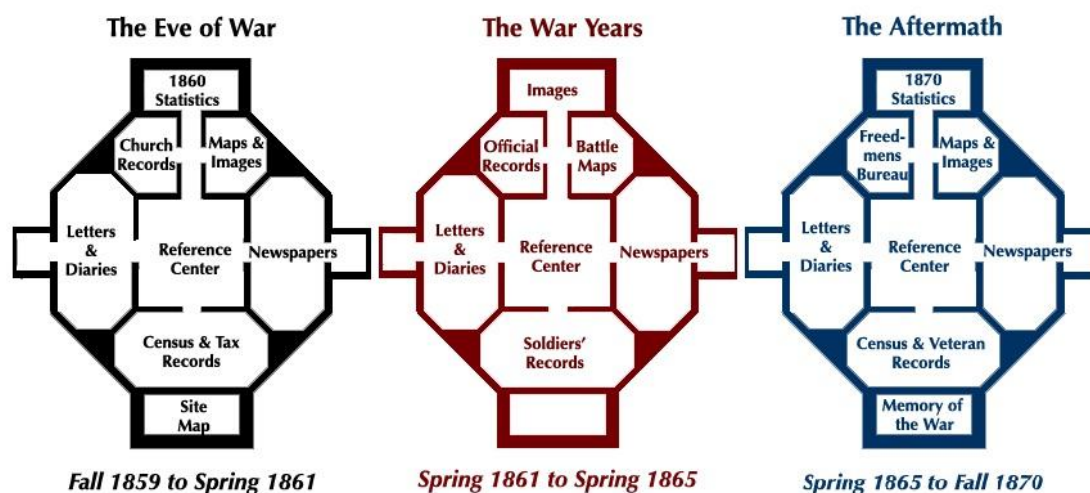 The Eve of War
1860
Statistics
Church
Records
Maps &
Images
Letters
&
Diaries
Reference
Center
Newspapers
Census & Tax
Records
Site
Map
Fall 1859 to Spring 1861
The War Years
Images
Official
Records
Battle
Maps
Letters
&
Diaries
Reference
Center
Newspapers
Soldiers'
Records
Spring 1861 to Spring 1865
The Aftermath
1870
Statistics
Freed-
mens
Bureau
Maps &
Images
Letters
&
Diaries
Reference
Center
Newspapers
Census & Veteran
Records
Memory of
the War
Spring 1865 to Fall 1870